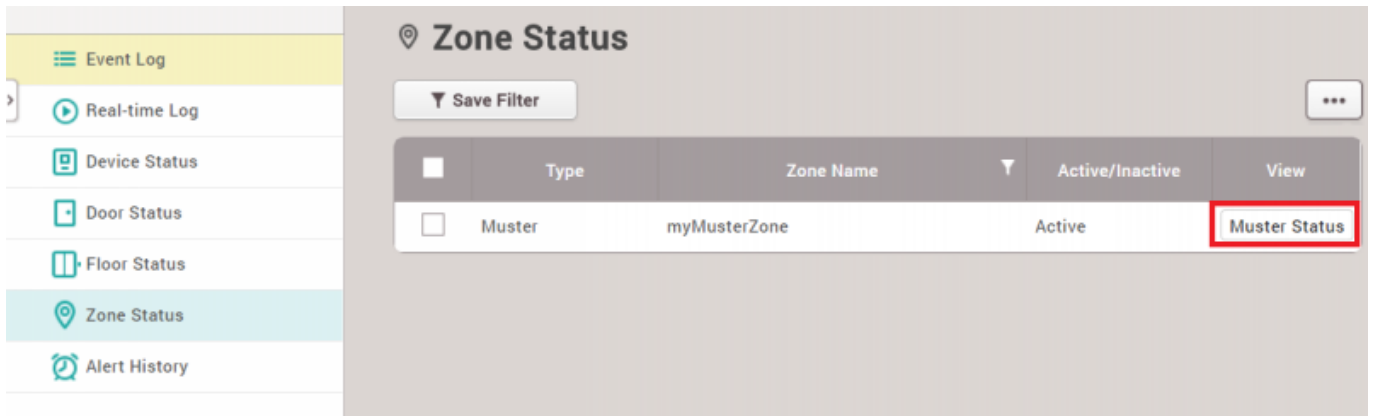 Event Log
Real-time Log
Device Status
Door Status
Floor Status
Zone Status
Alert History
Zone Status
Save Filter
Type Zone Name Active/Inactive View
Muster myMusterZone Active Muster Status